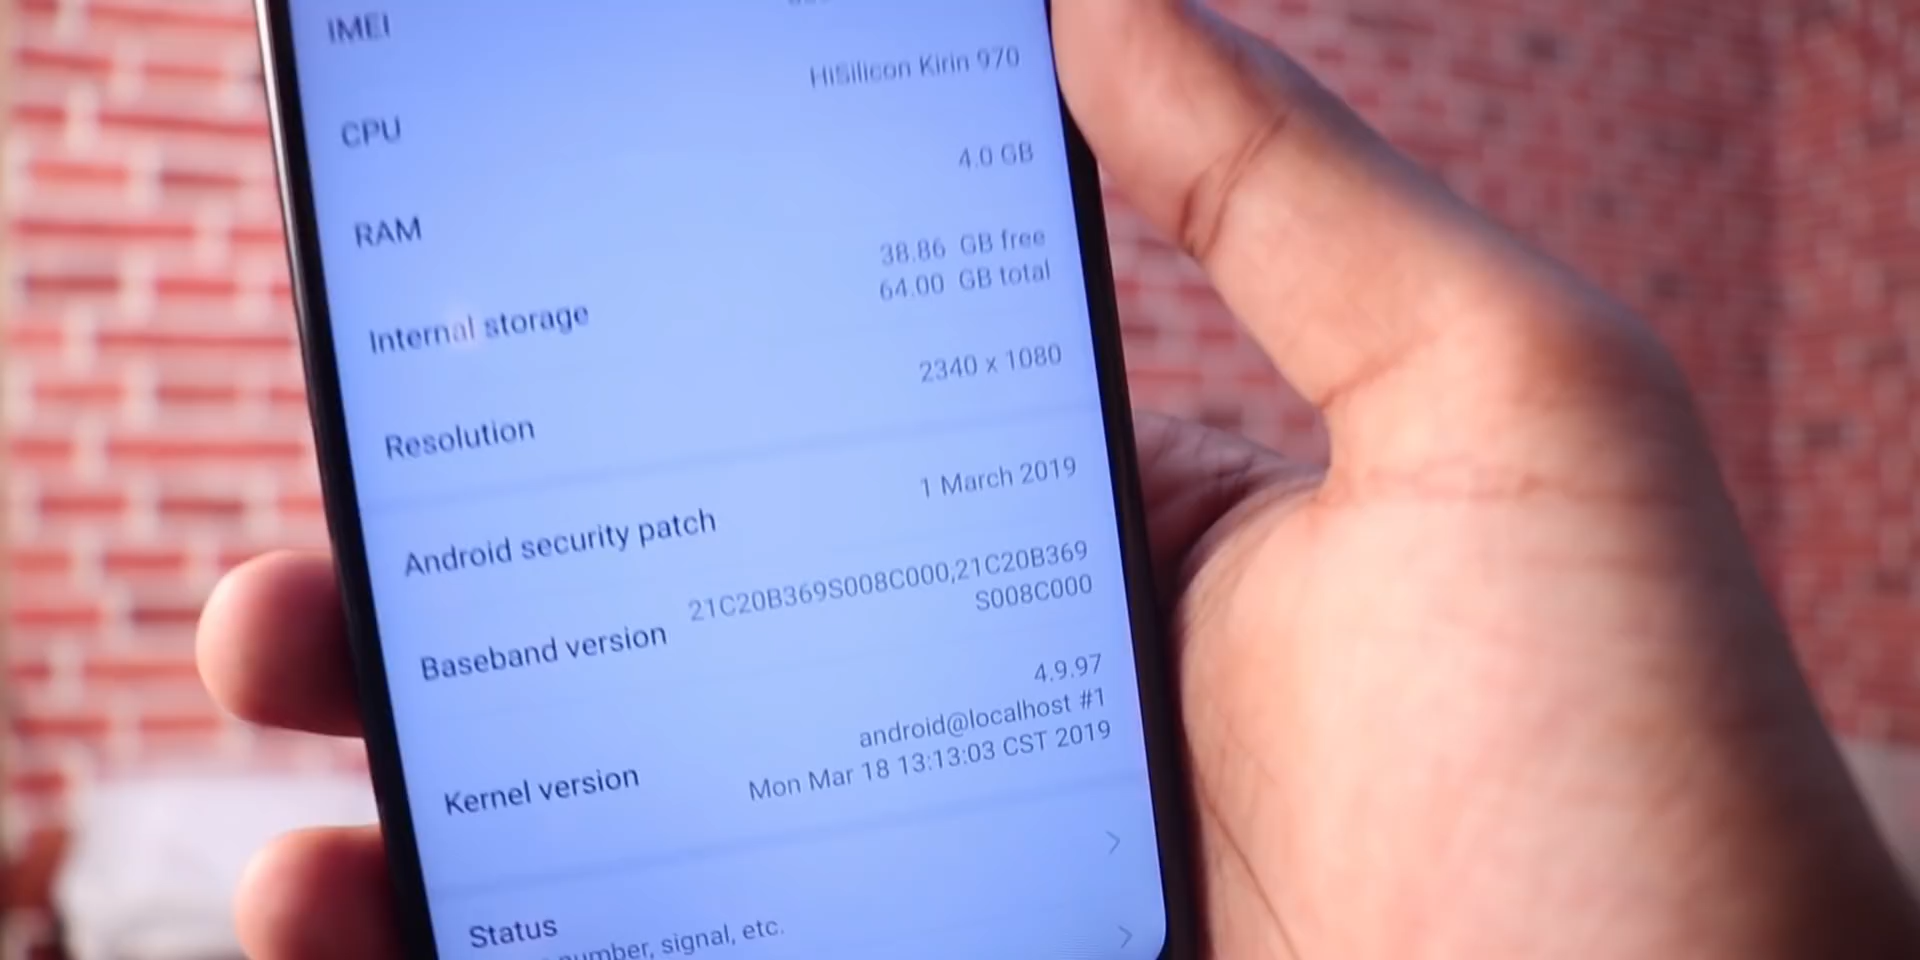 IMEI
CPU HiSilicon Kirin 970
RAM 4.0 GB
Internal storage 38.86 GB free
64.00 GB total
Resolution 2340 x 1080
Android security patch 1 March 2019
Baseband version 21C20B369S008C000,21C20B369
S008C000
Kernel version 4.9.97
android@localhost #1
Mon Mar 18 13:13:03 CST 2019
Status
number, signal, etc.